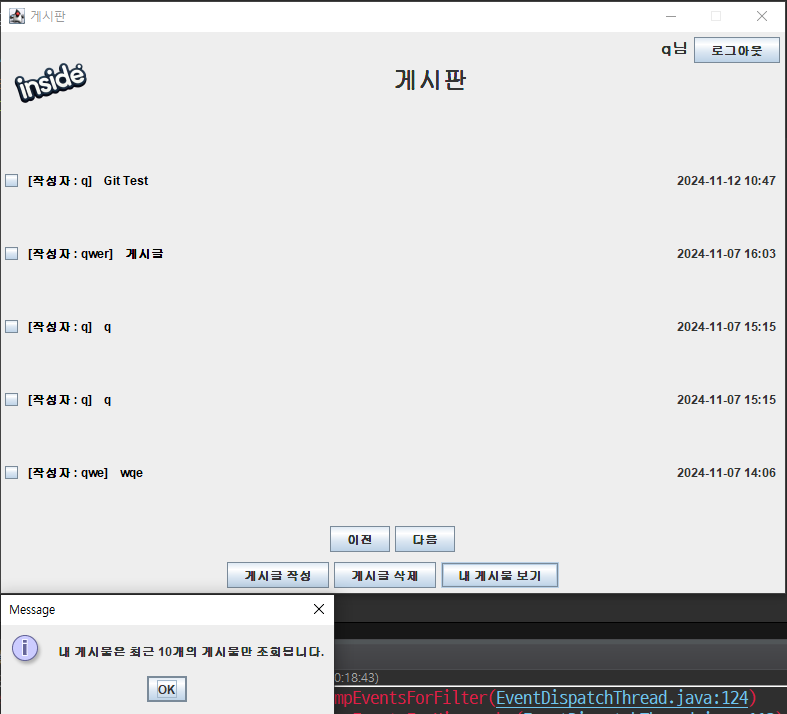 게시판
q님 로그아웃
inside
게시판
[작성자 : q] Git Test 2024-11-12 10:47
[작성자 : qwer] 게시글 2024-11-07 16:03
[작성자 : q] q 2024-11-07 15:15
[작성자 : q] q 2024-11-07 15:15
[작성자 : qwe] wqe 2024-11-07 14:06
이전 다음
게시글 작성 게시글 삭제 내 게시물 보기
Message
내 게시물은 최근 10개의 게시물만 조회됩니다.
OK
0:18:43)
mpEventsForFilter(EventDispatchThread.java:124)